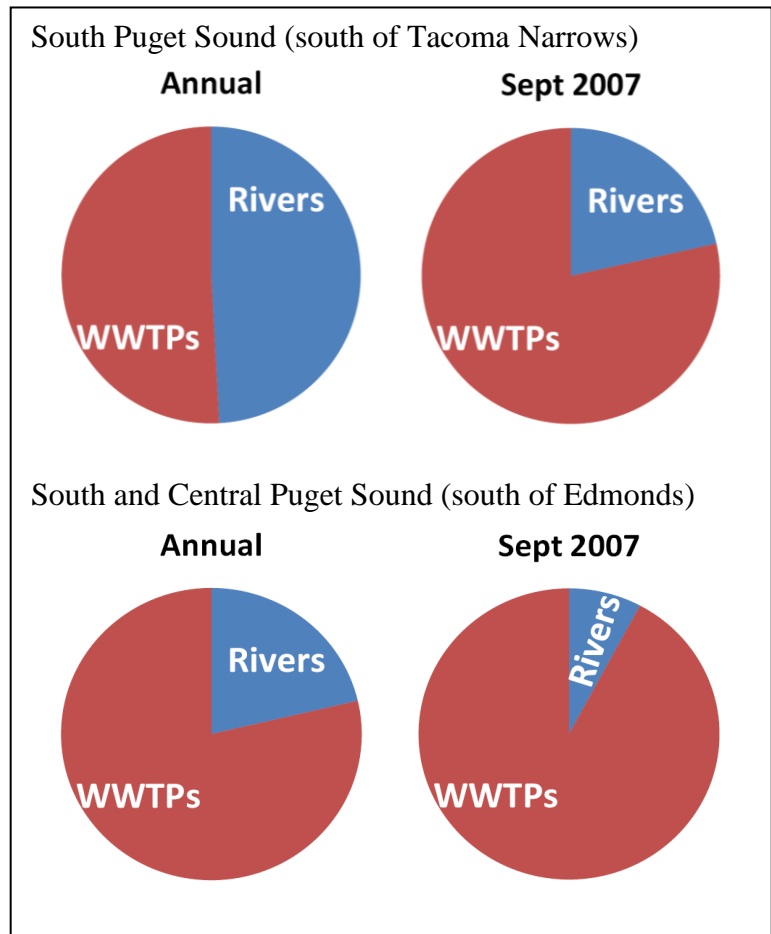 South Puget Sound (south of Tacoma Narrows)
Annual
Sept 2007
Rivers
Rivers
WWTPs
WWTPs
South and Central Puget Sound (south of Edmonds)
Annual
Sept 2007
Rivers
Rivers
WWTPs
WWTPs